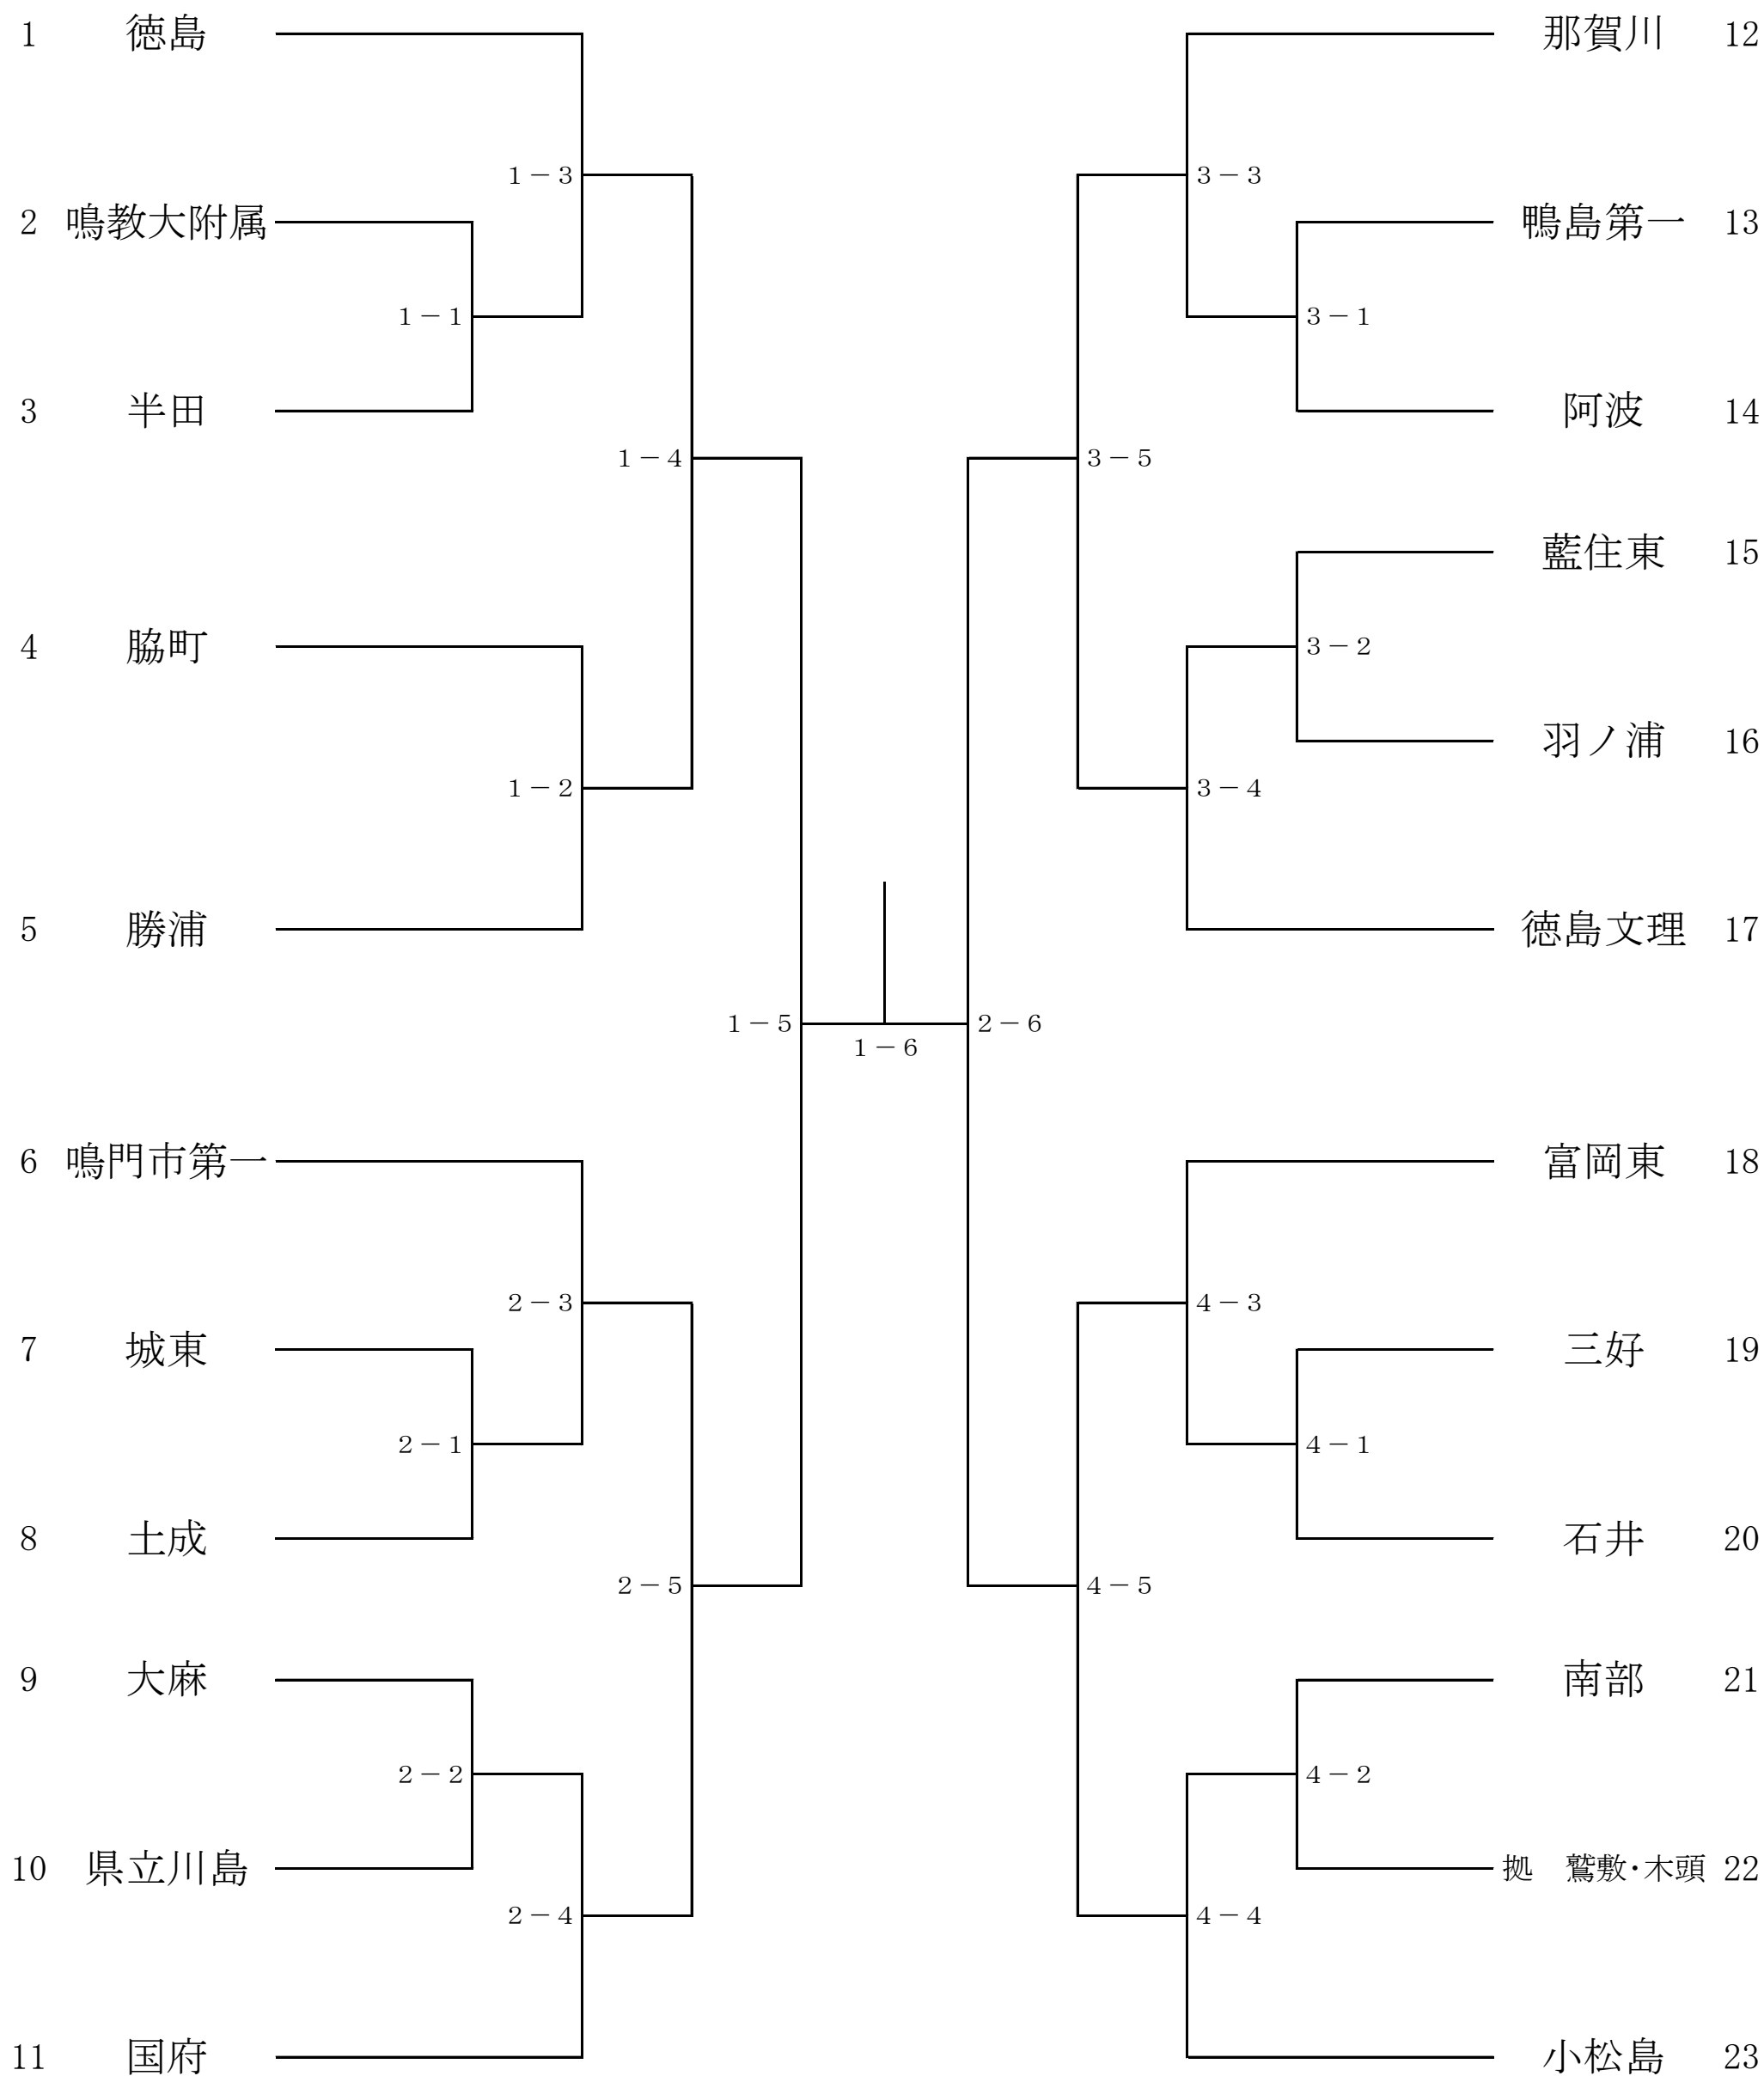 1 徳島
那賀川 12
1－3
3－3
2 鳴教大附属
鴨島第一 13
1－1
3－1
3 半田
阿波 14
1－4
3－5
藍住東 15
4 脇町
3－2
羽ノ浦 16
1－2
3－4
5 勝浦
徳島文理 17
1－5
2－6
1－6
6 鳴門市第一
富岡東 18
2－3
4－3
7 城東
三好 19
2－1
4－1
8 土成
石井 20
2－5
4－5
9 大麻
南部 21
2－2
4－2
10 県立川島
拠　鷲敷・木頭 22
2－4
4－4
11 国府
小松島 23